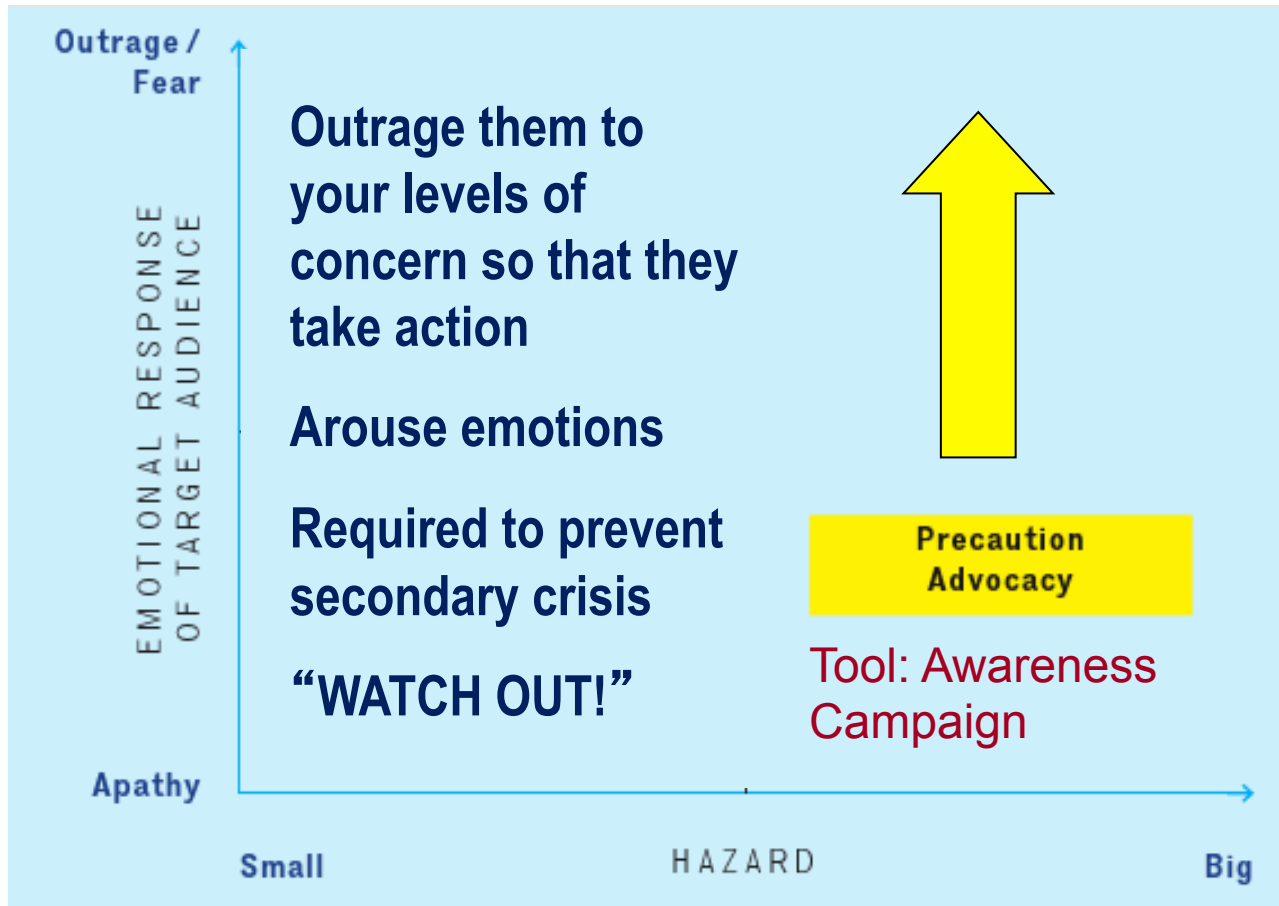 Outrage /
Fear
EMOTIONAL RESPONSE
OF TARGET AUDIENCE
Apathy
Outrage them to
your levels of
concern so that they
take action
Arouse emotions
Required to prevent
secondary crisis
“WATCH OUT!”
Precaution
Advocacy
Tool: Awareness
Campaign
Small
HAZARD
Big